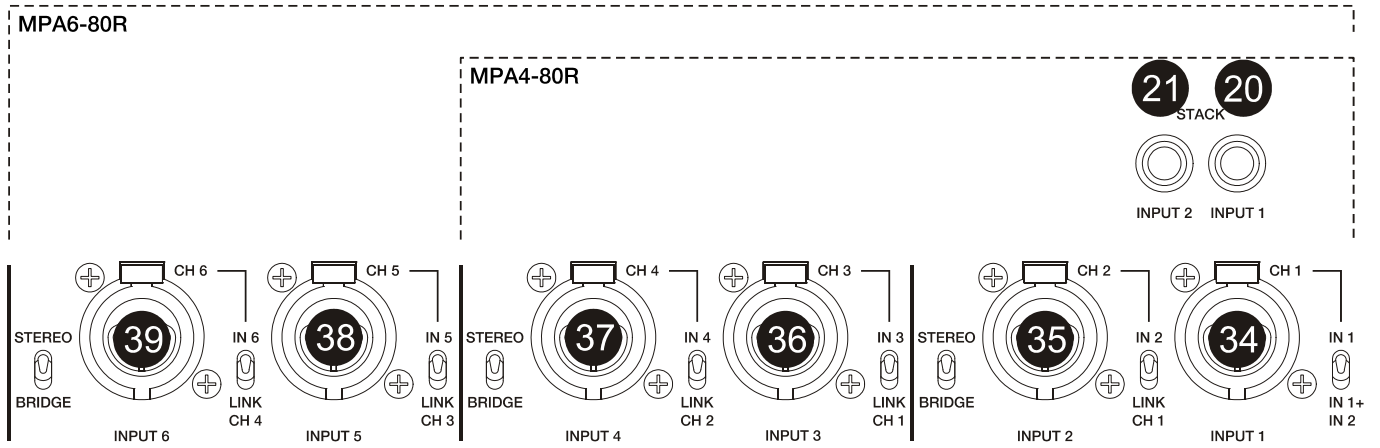 MPA6-80R
MPA4-80R
21 20
STACK
INPUT 2 INPUT 1
CH 6 CH 5 CH 4 CH 3 CH 2 CH 1
STEREO 39 IN 6 38 IN 5 STEREO 37 IN 4 36 IN 3 STEREO 35 IN 2 34 IN 1
BRIDGE LINK LINK BRIDGE LINK LINK BRIDGE LINK IN 1+
CH 4 CH 3 CH 2 CH 1 CH 1 IN 2
INPUT 6 INPUT 5 INPUT 4 INPUT 3 INPUT 2 INPUT 1